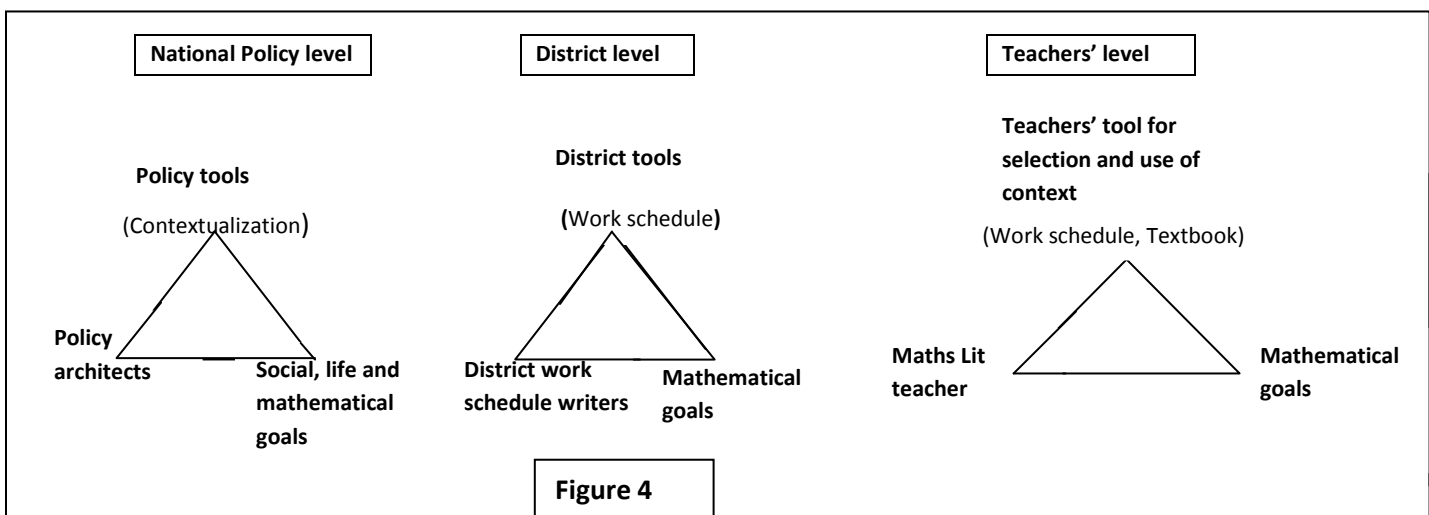 National Policy level
District level
Teachers' level
Policy tools
(Contextualization)
Policy
architects
Social, life and
mathematical
goals
District tools
(Work schedule)
District work
schedule writers
Mathematical
goals
Teachers' tool for
selection and use of
context
(Work schedule, Textbook)
Maths Lit
teacher
Mathematical
goals
Figure 4